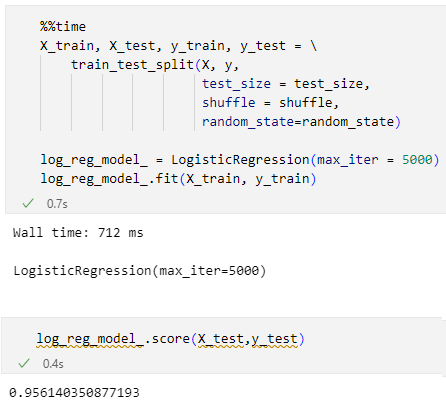 %%time
X_train, X_test, y_train, y_test = \
train_test_split(X, y,
test_size = test_size,
shuffle = shuffle,
random_state=random_state)
log_reg_model_ = LogisticRegression(max_iter = 5000)
log_reg_model_.fit(X_train, y_train)
✓ 0.7s
Wall time: 712 ms
LogisticRegression(max_iter=5000)
log_reg_model_.score(X_test,y_test)
✓ 0.4s
0.956140350877193